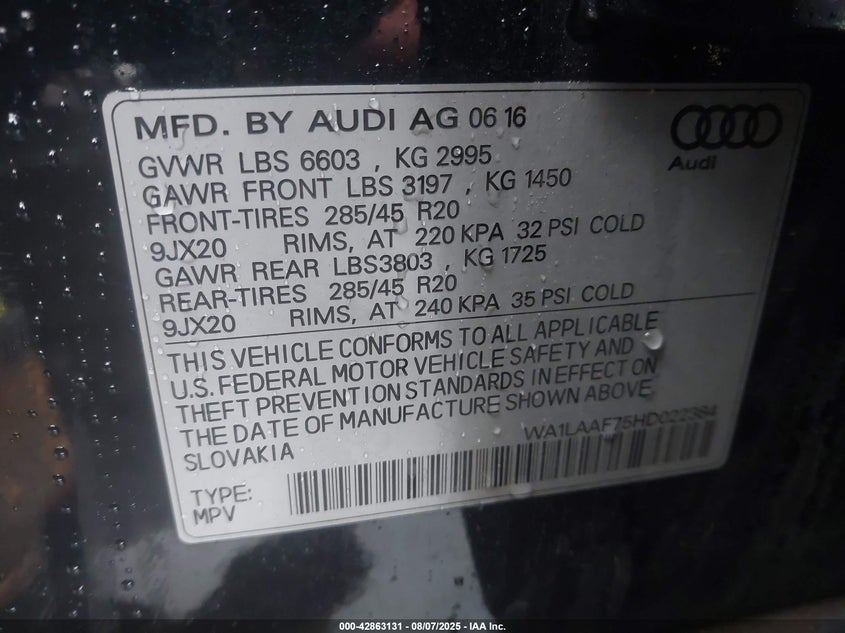 MFD. BY AUDI AG 06 16
Audi
GVWR LBS 6603 , KG 2995
GAWR FRONT LBS 3197 , KG 1450
FRONT-TIRES 285/45 R20
9JX20 RIMS, AT 220 KPA 32 PSI COLD
GAWR REAR LBS3803 , KG 1725
REAR-TIRES 285/45 R20
9JX20 RIMS, AT 240 KPA 35 PSI COLD
THIS VEHICLE CONFORMS TO ALL APPLICABLE
U.S. FEDERAL MOTOR VEHICLE SAFETY AND
THEFT PREVENTION STANDARDS IN EFFECT ON
THE DATE OF MANUFACTURE SHOWN ABOVE
SLOVAKIA WA1LAAF75HD022384
TYPE:
MPV
000-42863131 - 08/07/2025 - IAA Inc.